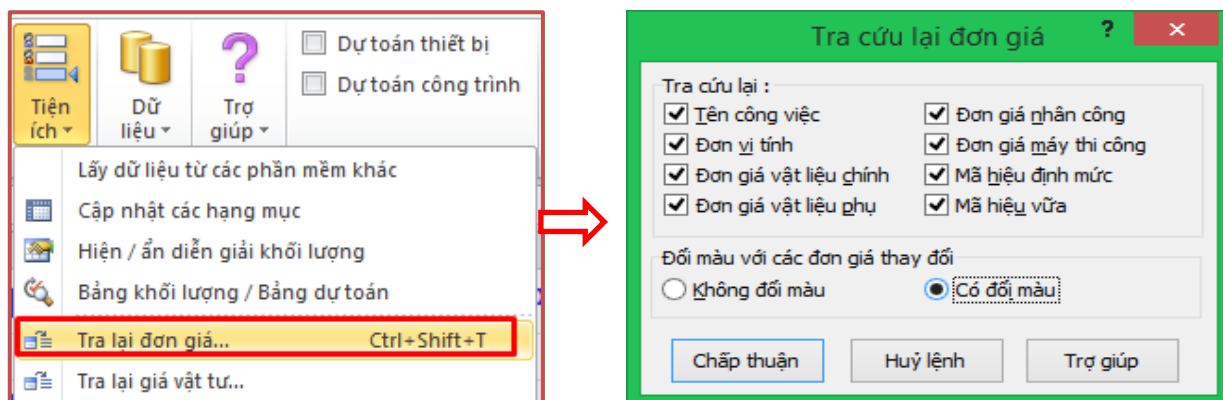 Tiện ích
Dữ liệu
Trợ giúp
Dự toán thiết bị
Dự toán công trình
Lấy dữ liệu từ các phần mềm khác
Cập nhật các hạng mục
Hiện / ẩn diễn giải khối lượng
Bảng khối lượng / Bảng dự toán
Tra lại đơn giá... Ctrl+Shift+T
Tra lại giá vật tư...
Tra cứu lại đơn giá ? ×
Tra cứu lại :
Tên công việc
Đơn vị tính
Đơn giá vật liệu chính
Đơn giá vật liệu phụ
Đơn giá nhân công
Đơn giá máy thi công
Mã hiệu định mức
Mã hiệu vữa
Đổi màu với các đơn giá thay đổi
Không đổi màu
Có đổi màu
Chấp thuận
Huỷ lệnh
Trợ giúp